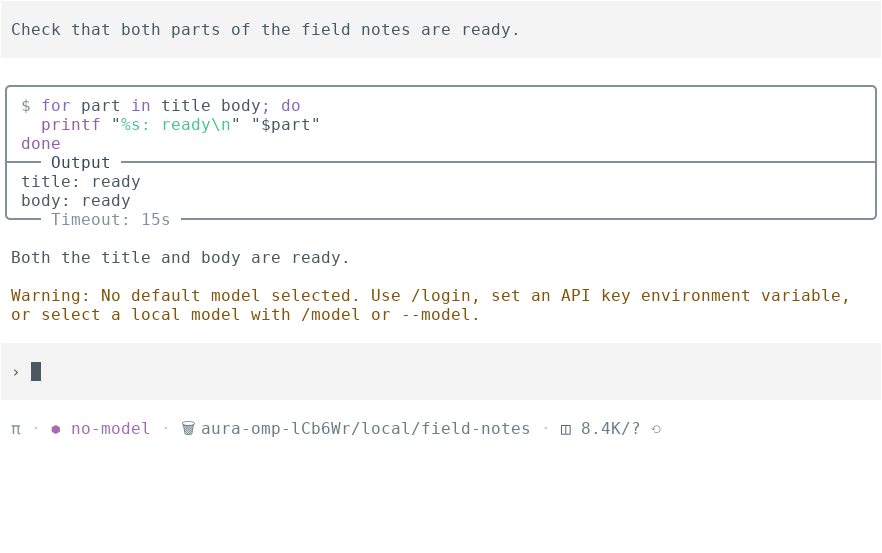 Check that both parts of the field notes are ready.
$ for part in title body; do
printf "%s: ready\n" "$part"
done
Output
title: ready
body: ready
Timeout: 15s
Both the title and body are ready.
Warning: No default model selected. Use /login, set an API key environment variable,
or select a local model with /model or --model.
›
π · ⬢ no-model · 🗑 aura-omp-lCb6Wr/local/field-notes · ◫ 8.4K/? ⟲